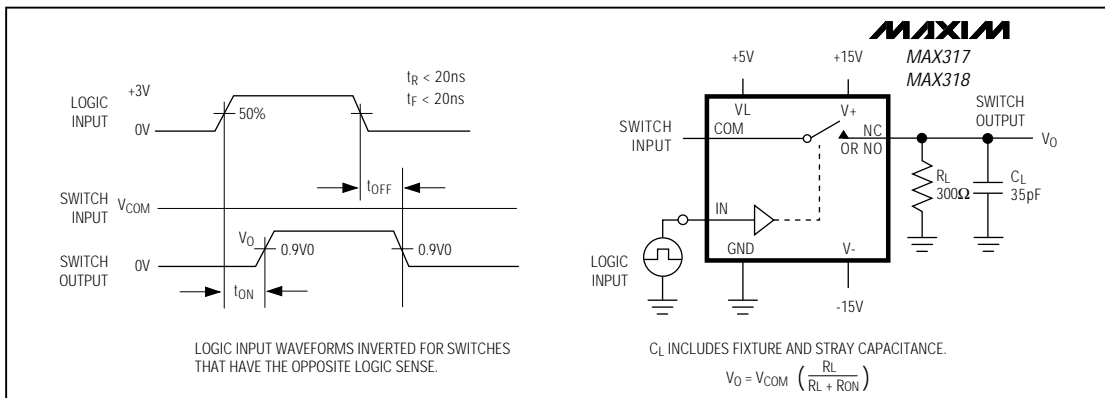 MAXIM
MAX317
MAX318
tR < 20ns
tF < 20ns
LOGIC
INPUT
+3V
50%
0V
tOFF
SWITCH
INPUT
VCOM
VO
0.9V0
0.9V0
SWITCH
OUTPUT
0V
tON
LOGIC INPUT WAVEFORMS INVERTED FOR SWITCHES
THAT HAVE THE OPPOSITE LOGIC SENSE.
+5V
+15V
VL
V+
SWITCH
INPUT
COM
NC
OR NO
SWITCH
OUTPUT
VO
RL
300Ω
CL
35pF
IN
LOGIC
INPUT
GND
V-
-15V
CL INCLUDES FIXTURE AND STRAY CAPACITANCE.
VO = VCOM ( RL / RL + RON )